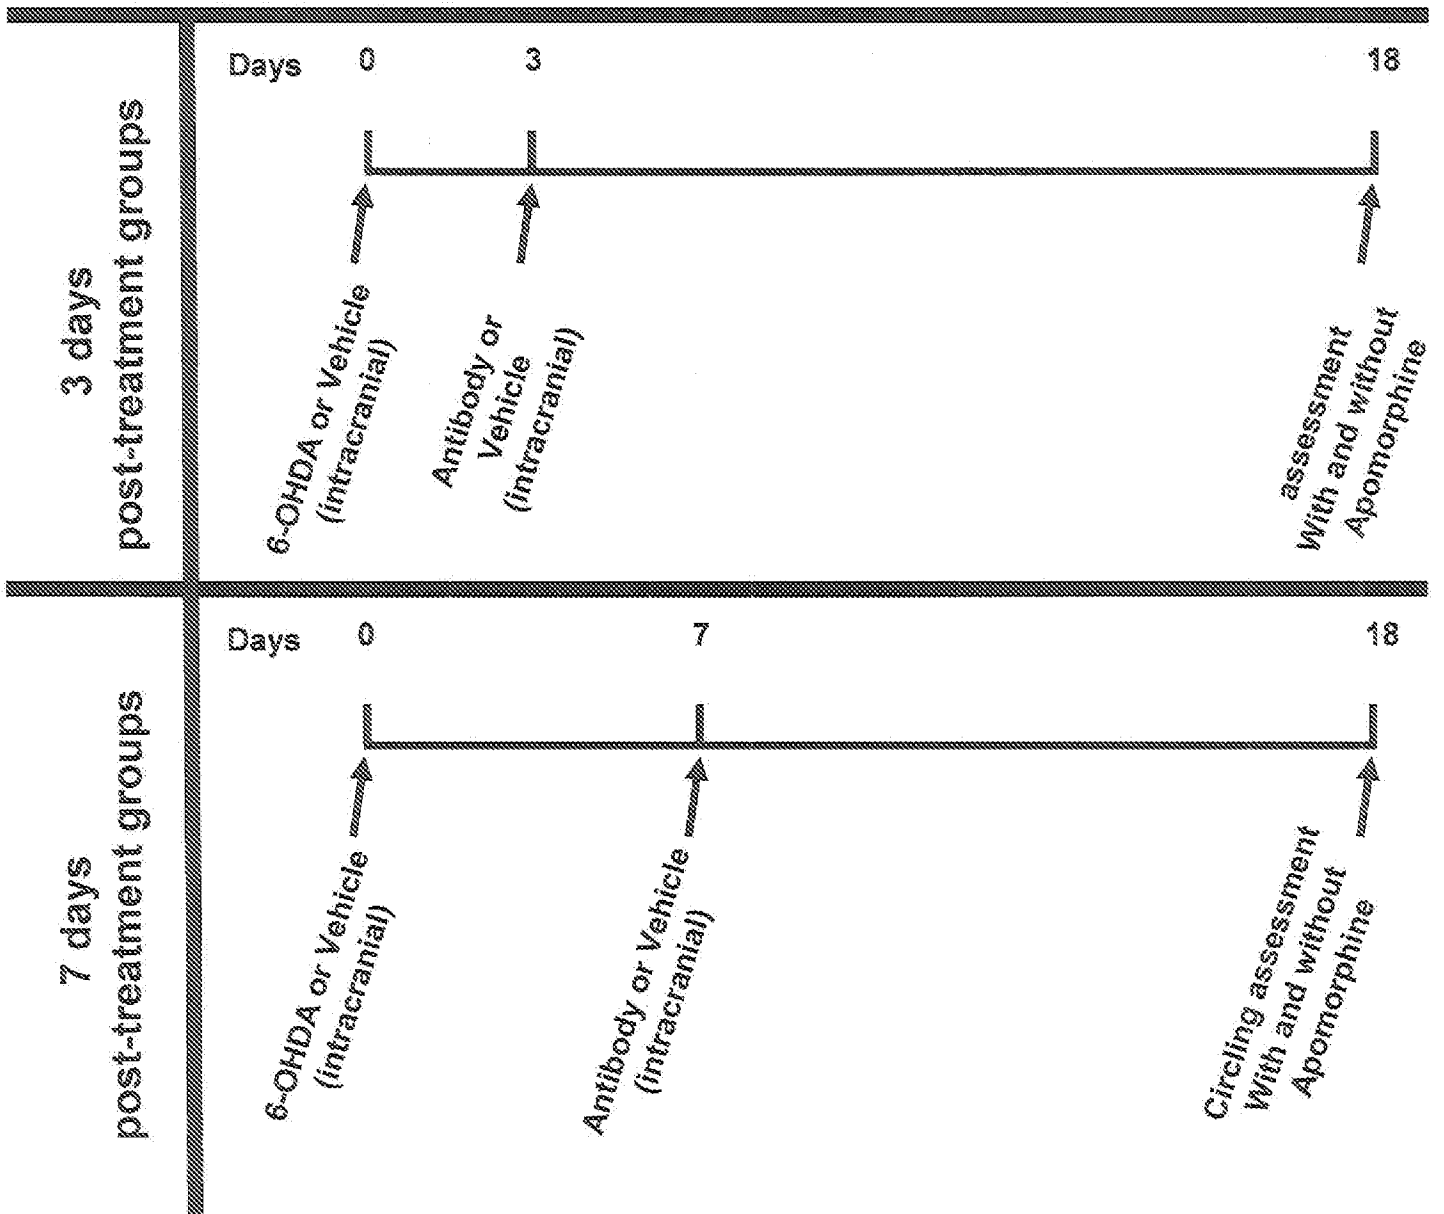 3 days
post-treatment groups
Days 0 3 18
6-OHDA or Vehicle
(intracranial)
Antibody or
Vehicle
(intracranial)
assessment
With and without
Apomorphine
7 days
post-treatment groups
Days 0 7 18
6-OHDA or Vehicle
(intracranial)
Antibody or Vehicle
(intracranial)
Circling assessment
With and without
Apomorphine